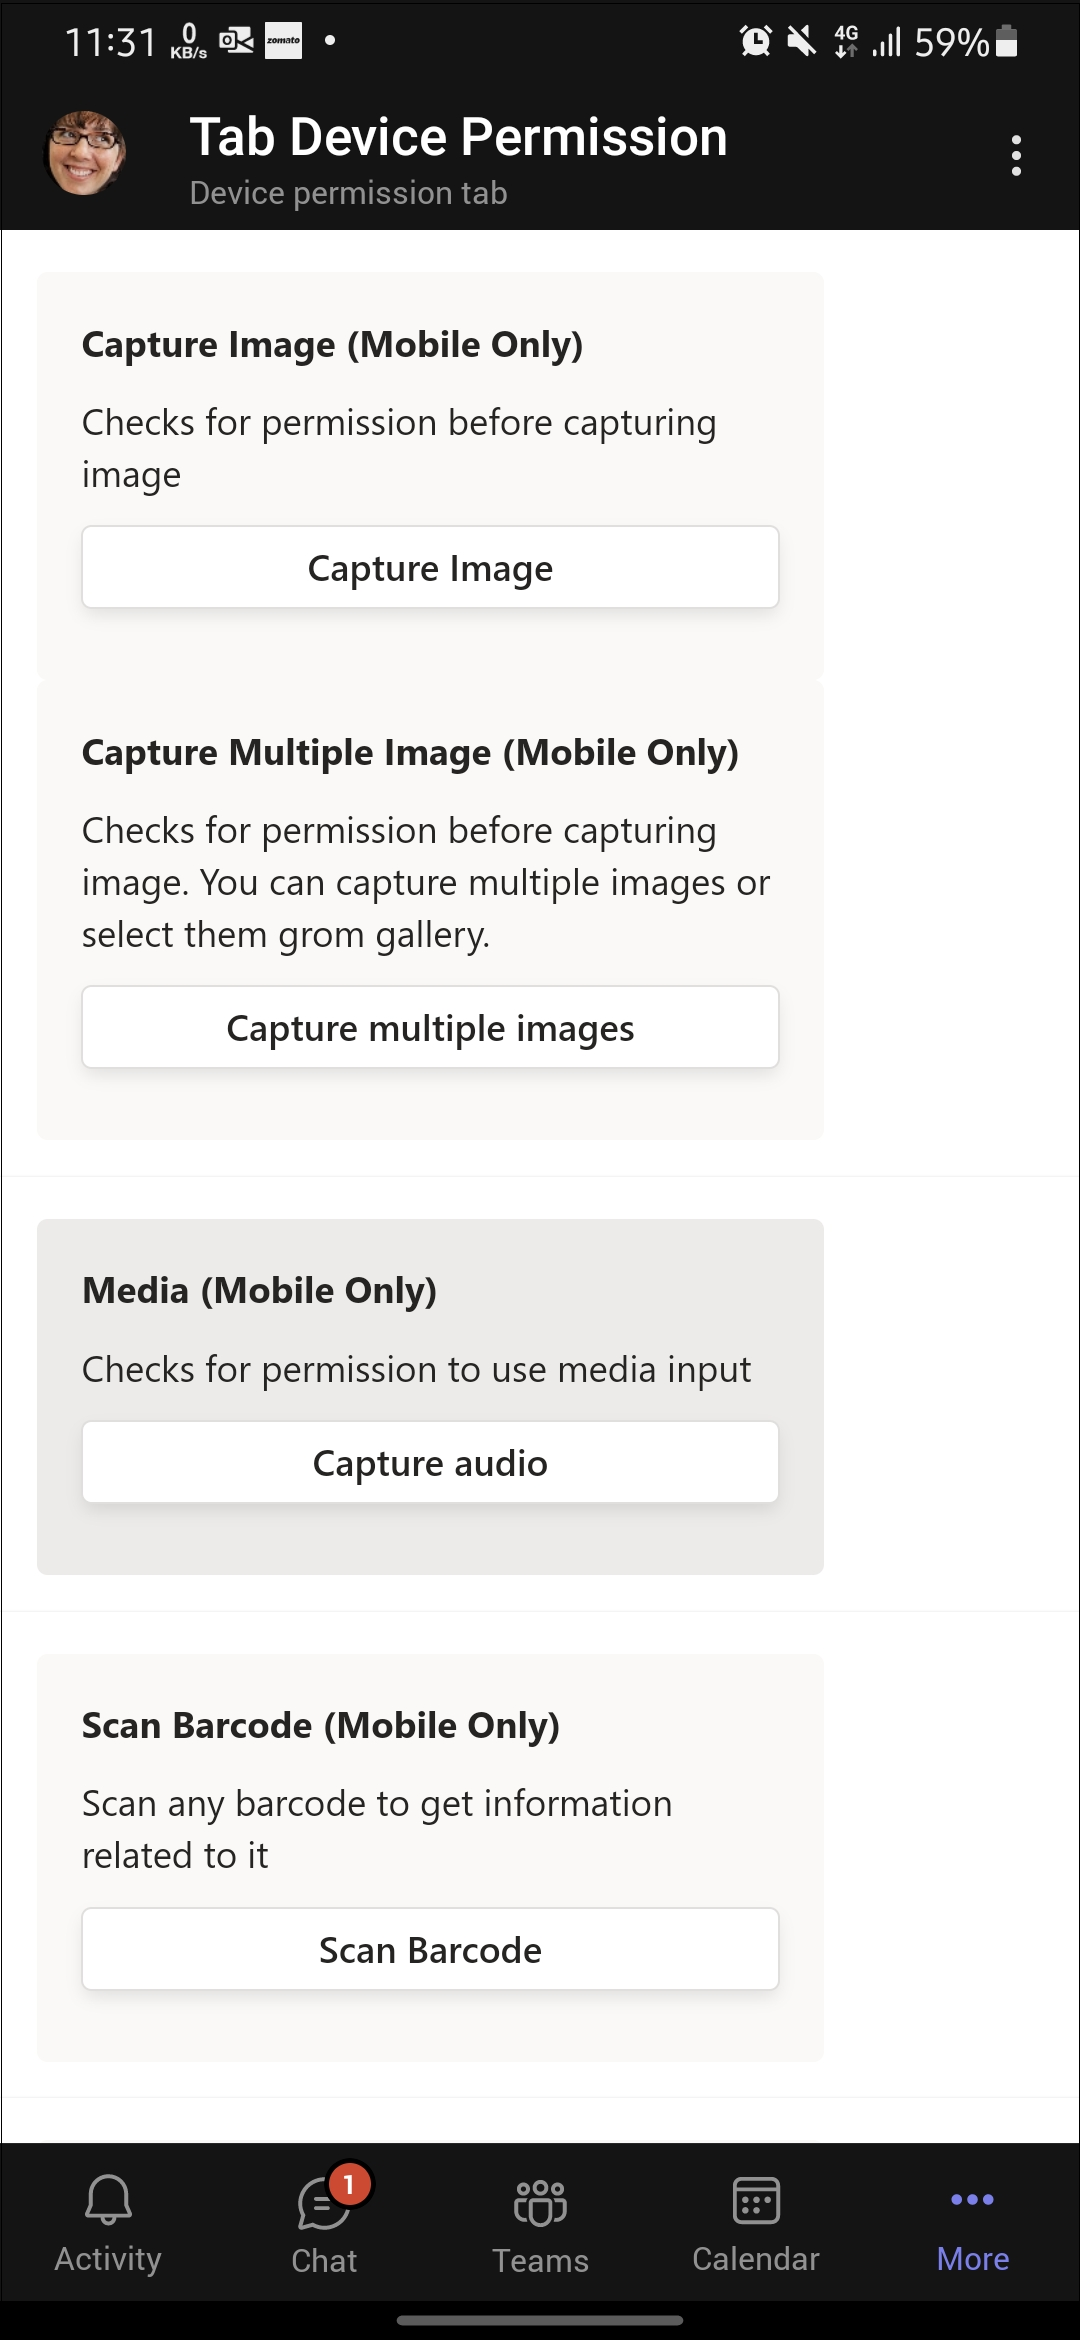 11:31 0 KB/s zomato 4G 59%
Tab Device Permission
Device permission tab
Capture Image (Mobile Only)
Checks for permission before capturing
image
Capture Image
Capture Multiple Image (Mobile Only)
Checks for permission before capturing
image. You can capture multiple images or
select them grom gallery.
Capture multiple images
Media (Mobile Only)
Checks for permission to use media input
Capture audio
Scan Barcode (Mobile Only)
Scan any barcode to get information
related to it
Scan Barcode
1
Activity Chat Teams Calendar More